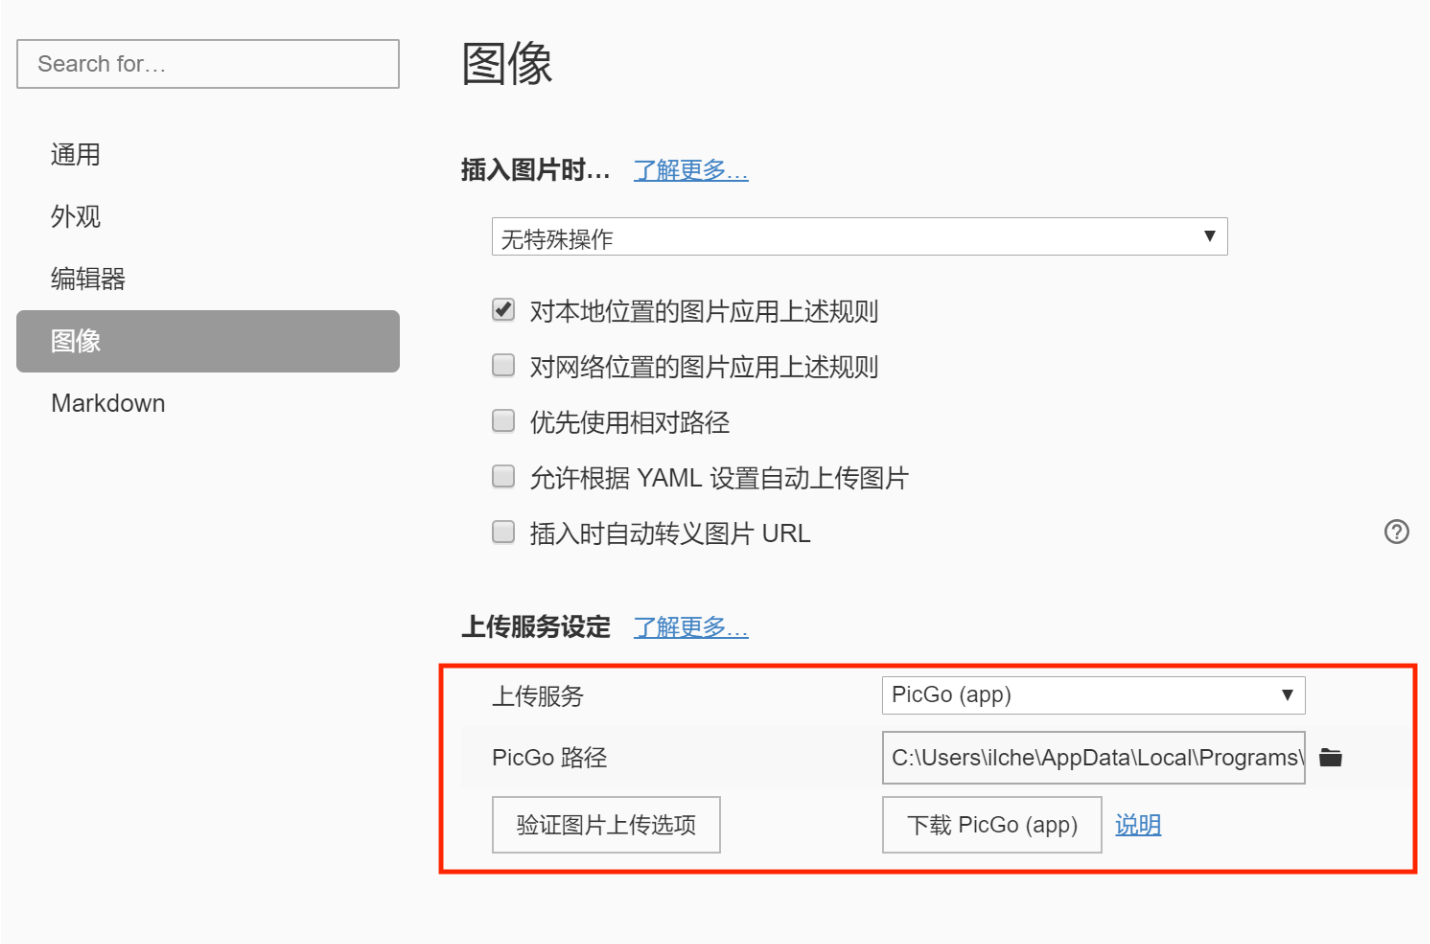 Search for…
通用
外观
编辑器
图像
Markdown
图像
插入图片时… 了解更多…
无特殊操作
对本地位置的图片应用上述规则
对网络位置的图片应用上述规则
优先使用相对路径
允许根据 YAML 设置自动上传图片
插入时自动转义图片 URL
上传服务设定 了解更多…
上传服务 PicGo (app)
PicGo 路径 C:\Users\ilche\AppData\Local\Programs\
验证图片上传选项 下载 PicGo (app) 说明